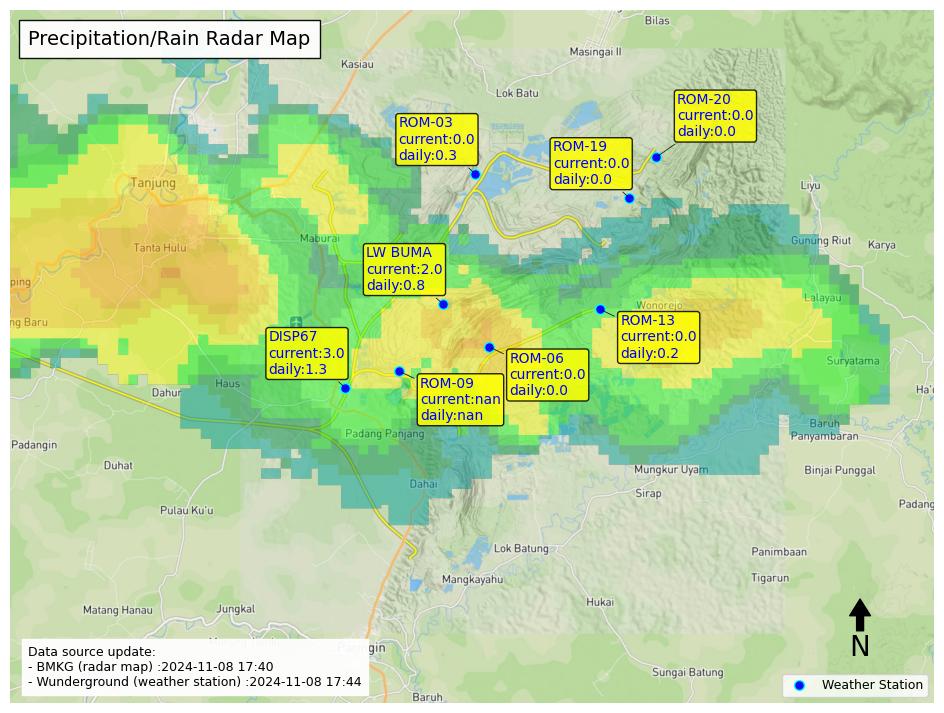 Precipitation/Rain Radar Map
Bilas
Masingai II
Kasiau
Lok Batu
ROM-20
current:0.0
daily:0.0
ROM-03
current:0.0
daily:0.3
ROM-19
current:0.0
daily:0.0
Tanjung
Liyu
Maburai
Tanta Hulu
Gunung Riut
Karya
LW BUMA
current:2.0
daily:0.8
ping
Wonorejo
Lalayau
ng Baru
ROM-13
current:0.0
daily:0.2
DISP67
current:3.0
daily:1.3
ROM-06
current:0.0
daily:0.0
Suryatama
Haus
Dahur
ROM-09
current:nan
daily:nan
Ha'
Baruh
Panyambaran
Padang Panjang
Padangin
Duhat
Mungkur Uyam
Binjai Punggal
Dahai
Sirap
Padang
Pulau Ku'u
Lok Batung
Panimbaan
Mangkayahu
Tigarun
Hukai
Matang Hanau
Jungkal
N
Data source update:
- BMKG (radar map) :2024-11-08 17:40
- Wunderground (weather station) :2024-11-08 17:44
Sungai Batung
Weather Station
Baruh